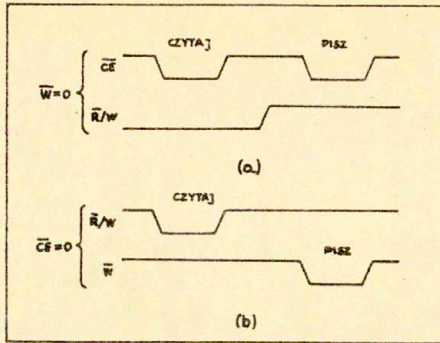 CZYTAJ PISZ
C̅E̅
W̅=0
R̅/W
(a)
CZYTAJ
R̅/W
C̅E̅=0
PISZ
W̅
(b)